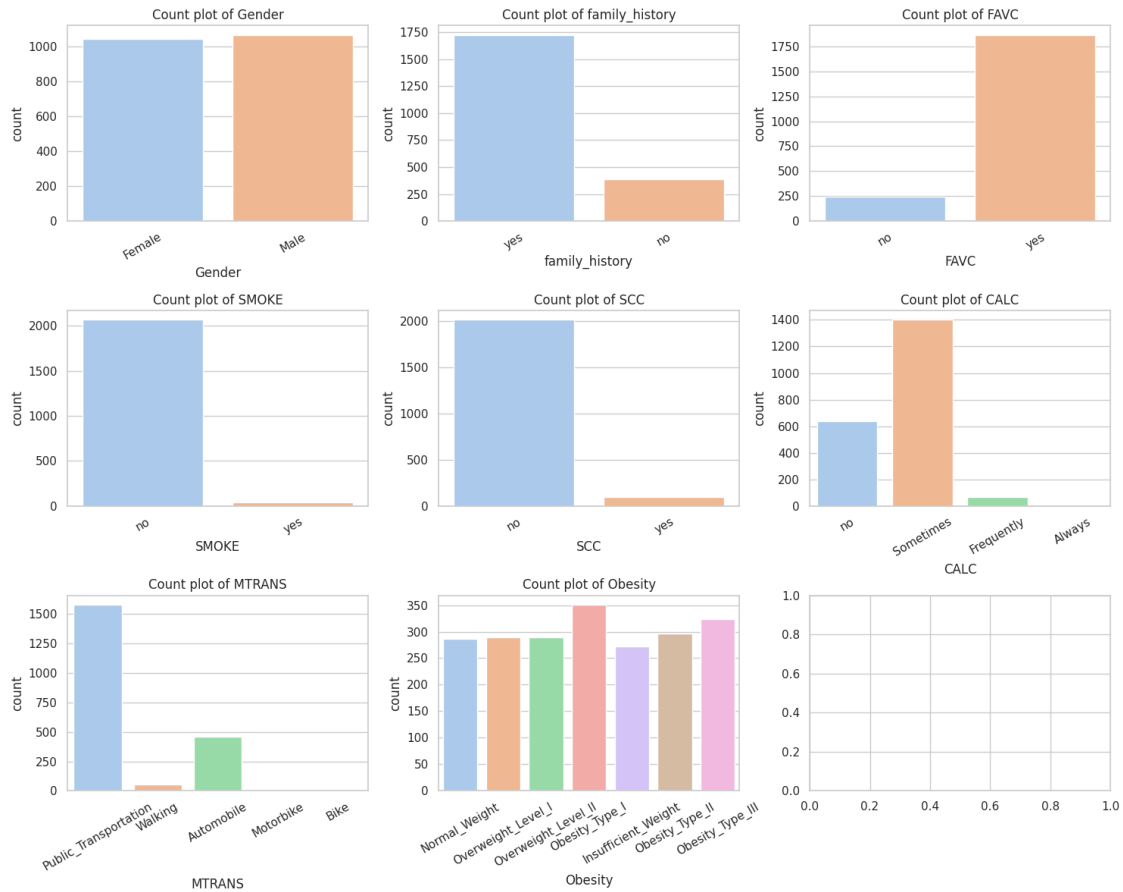 Count plot of Gender
count
1000
800
600
400
200
0
Female
Male
Gender
Count plot of family_history
count
1750
1500
1250
1000
750
500
250
0
yes
no
family_history
Count plot of FAVC
count
1750
1500
1250
1000
750
500
250
0
no
yes
FAVC
Count plot of SMOKE
count
2000
1500
1000
500
0
no
yes
SMOKE
Count plot of SCC
count
2000
1500
1000
500
0
no
yes
SCC
Count plot of CALC
count
1400
1200
1000
800
600
400
200
0
no
Sometimes
Frequently
Always
CALC
Count plot of MTRANS
count
1500
1250
1000
750
500
250
0
Public_Transportation
Walking
Automobile
Motorbike
Bike
MTRANS
Count plot of Obesity
count
350
300
250
200
150
100
50
0
Normal_Weight
Overweight_Level_I
Overweight_Level_II
Obesity_Type_I
Insufficient_Weight
Obesity_Type_II
Obesity_Type_III
Obesity
1.0
0.8
0.6
0.4
0.2
0.0
0.0
0.2
0.4
0.6
0.8
1.0